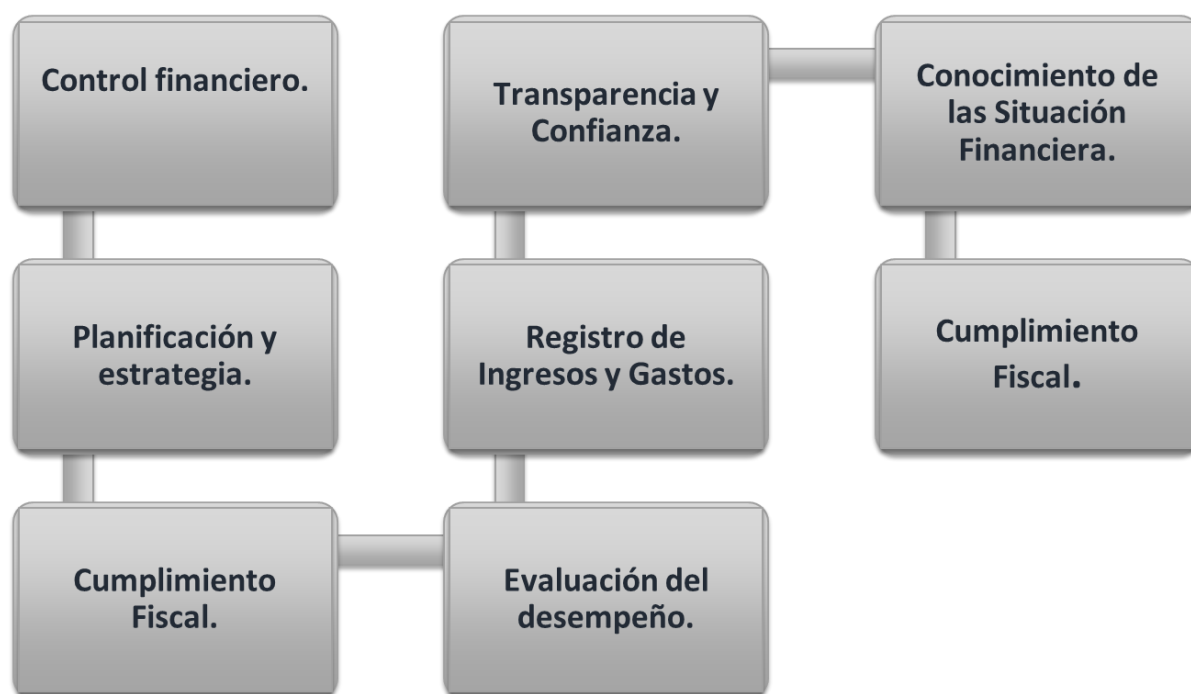 Control financiero.
Planificación y
estrategia.
Cumplimiento
Fiscal.
Evaluación del
desempeño.
Registro de
Ingresos y Gastos.
Transparencia y
Confianza.
Conocimiento de
las Situación
Financiera.
Cumplimiento
Fiscal.